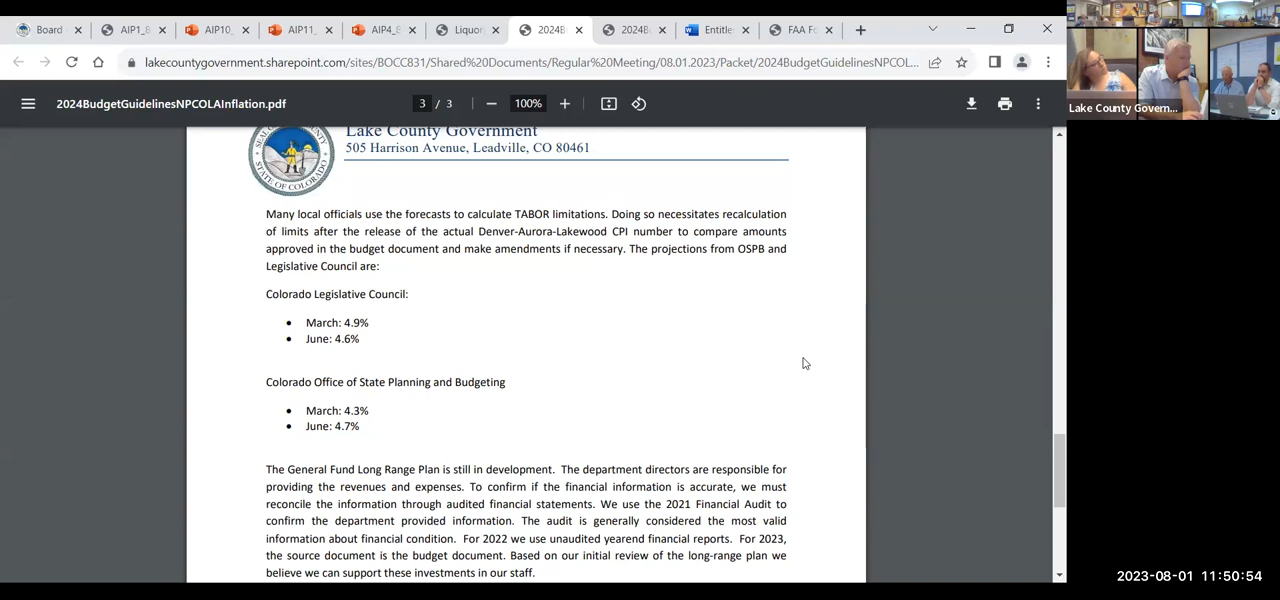 Board
AIP1_8
AIP10_
AIP11_
AIP4_8
Liquor
2024B
2024B
Entitle
FAA Fo
lakecountygovernment.sharepoint.com/sites/BOCC831/Shared%20Documents/Regular%20Meeting/08.01.2023/Packet/2024BudgetGuidelinesNPCOL...
2024BudgetGuidelinesNPCOLAInflation.pdf
3 / 3
100%
Lake County Govern...
Lake County Government
505 Harrison Avenue, Leadville, CO 80461
STATE OF COLORADO
Many local officials use the forecasts to calculate TABOR limitations. Doing so necessitates recalculation
of limits after the release of the actual Denver-Aurora-Lakewood CPI number to compare amounts
approved in the budget document and make amendments if necessary. The projections from OSPB and
Legislative Council are:
Colorado Legislative Council:
• March: 4.9%
• June: 4.6%
Colorado Office of State Planning and Budgeting
• March: 4.3%
• June: 4.7%
The General Fund Long Range Plan is still in development. The department directors are responsible for
providing the revenues and expenses. To confirm if the financial information is accurate, we must
reconcile the information through audited financial statements. We use the 2021 Financial Audit to
confirm the department provided information. The audit is generally considered the most valid
information about financial condition. For 2022 we use unaudited yearend financial reports. For 2023,
the source document is the budget document. Based on our initial review of the long-range plan we
believe we can support these investments in our staff.
2023-08-01 11:50:54